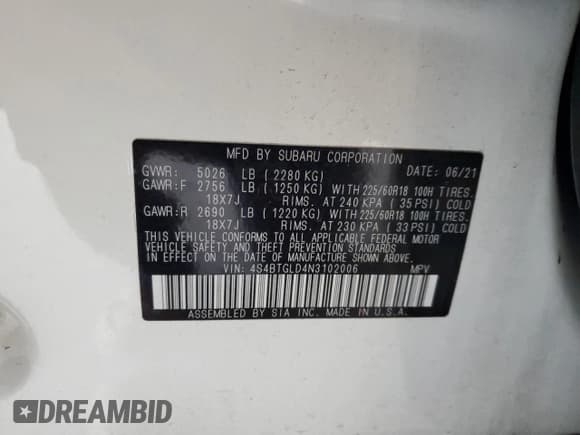 MFD BY SUBARU CORPORATION
GVWR: 5026 LB ( 2280 KG) DATE: 06/21
GAWR:F 2756 LB ( 1250 KG) WITH 225/60R18 100H TIRES.
18X7J RIMS. AT 240 KPA ( 35 PSI) COLD
GAWR:R 2690 LB ( 1220 KG) WITH 225/60R18 100H TIRES.
18X7J RIMS. AT 230 KPA ( 33 PSI) COLD
THIS VEHICLE CONFORMS TO ALL APPLICABLE FEDERAL MOTOR
VEHICLE SAFETY AND THEFT PREVENTION STANDARDS
IN EFFECT ON THE DATE OF MANUFACTURE SHOWN ABOVE.
VIN: 4S4BTGLD4N3102006 MPV
ASSEMBLED BY SIA INC. MADE IN U.S.A.
DREAMBID